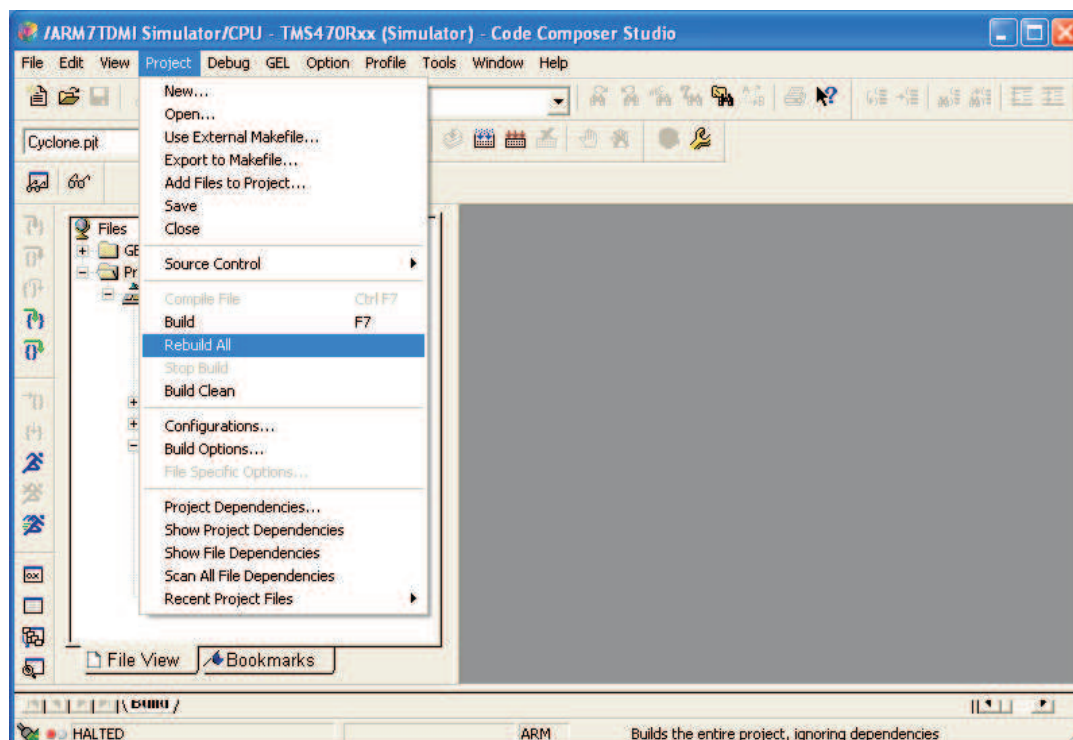 /ARM7TDMI Simulator/CPU - TMS470Rxx (Simulator) - Code Composer Studio
File Edit View Project Debug GEL Option Profile Tools Window Help
Cyclone.pjt
New...
Open...
Use External Makefile...
Export to Makefile...
Add Files to Project...
Save
Close
Source Control
Compile File Ctrl F7
Build F7
Rebuild All
Stop Build
Build Clean
Configurations...
Build Options...
File Specific Options...
Project Dependencies...
Show Project Dependencies
Show File Dependencies
Scan All File Dependencies
Recent Project Files
Files
GE
Pr
File View Bookmarks
Build
HALTED ARM Builds the entire project, ignoring dependencies